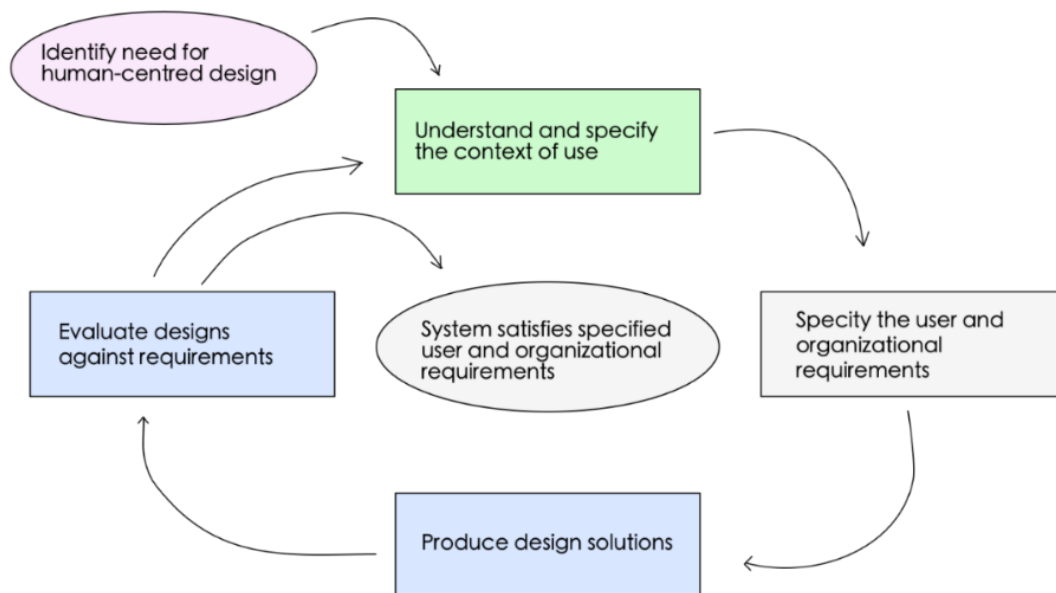 Identify need for
human-centred design
Understand and specify
the context of use
Evaluate designs
against requirements
System satisfies specified
user and organizational
requirements
Specity the user and
organizational
requirements
Produce design solutions